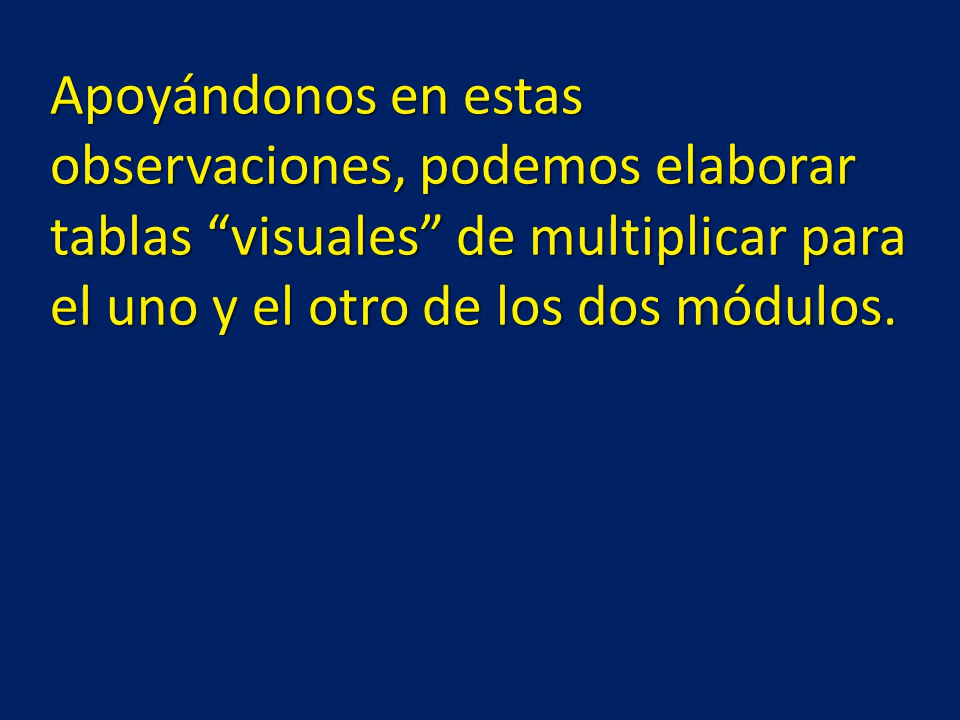 Apoyándonos en estas
observaciones, podemos elaborar
tablas “visuales” de multiplicar para
el uno y el otro de los dos módulos.